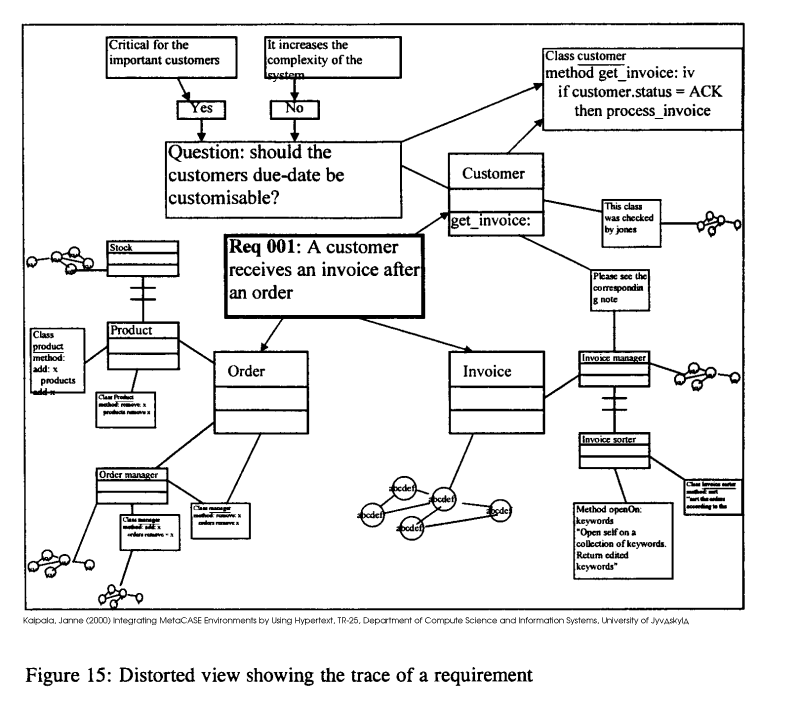 Critical for the
important customers
It increases the
complexity of the
system
Yes
No
Class customer
method get_invoice: iv
if customer.status = ACK
then process_invoice
Question: should the
customers due-date be
customisable?
Customer
get_invoice:
This class
was checked
by jones
Req 001: A customer
receives an invoice after
an order
Stock
Please see the
correspondin
g note
Product
Class
product
method:
add: x
products
add x
Class Product
method: remove: x
products remove x
Order
Invoice
Invoice manager
Invoice sorter
Order manager
Class manager
method: add: x
orders remove - x
Class manager
method: remove: x
orders remove x
abcdef
abcdef
abcdef
abcdef
abcdef
Class Invoice sorter
method: sort
"sort the orders
according to the
Method openOn:
keywords
"Open self on a
collection of keywords.
Return edited
keywords"
Kaipala, Janne (2000) Integrating MetaCASE Environments by Using Hypertext, TR-25, Department of Compute Science and Information Systems, University of Jyv△skyl△
Figure 15: Distorted view showing the trace of a requirement